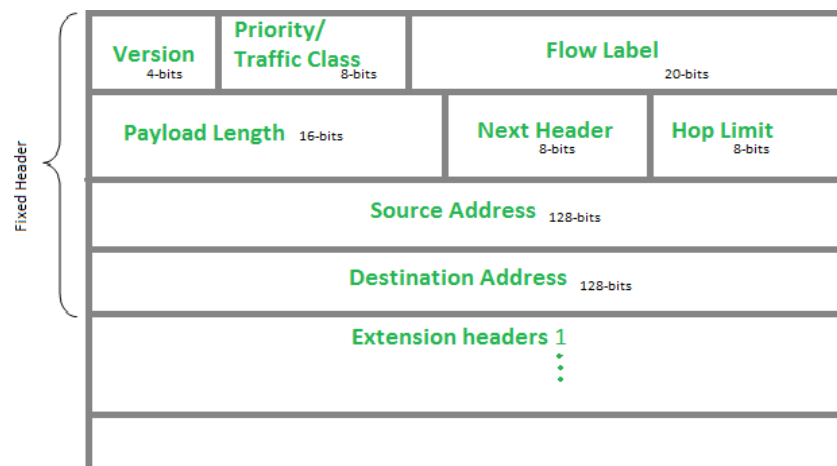 Fixed Header
Version
4-bits
Priority/
Traffic Class
8-bits
Flow Label
20-bits
Payload Length 16-bits
Next Header
8-bits
Hop Limit
8-bits
Source Address 128-bits
Destination Address 128-bits
Extension headers 1